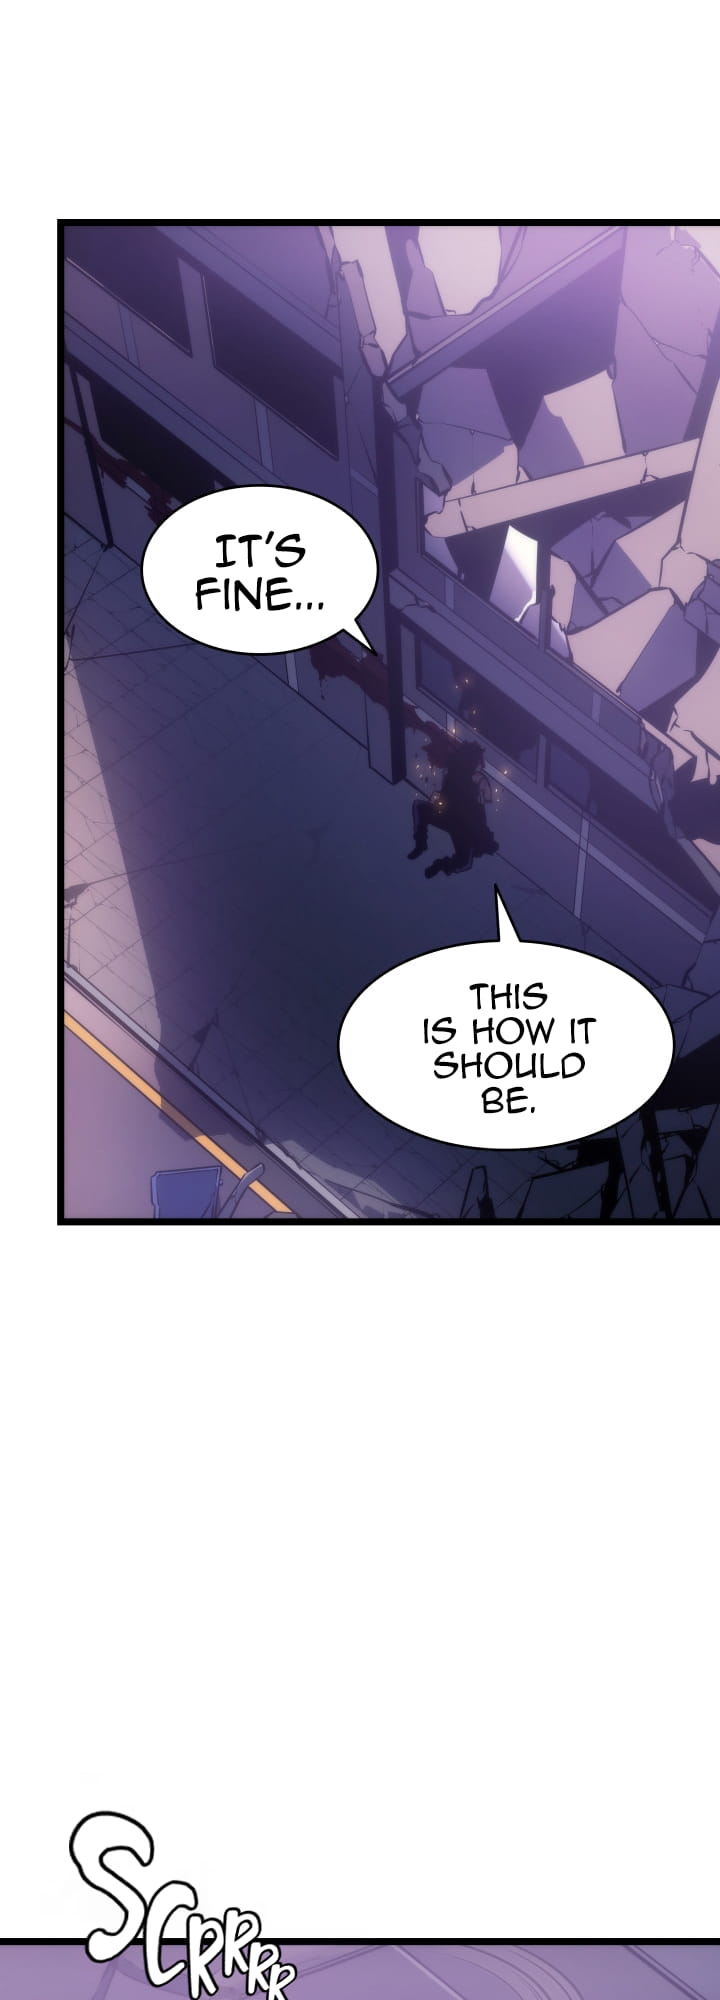 IT'S
FINE...
THIS
IS HOW IT
SHOULD
BE.
SCRRRR